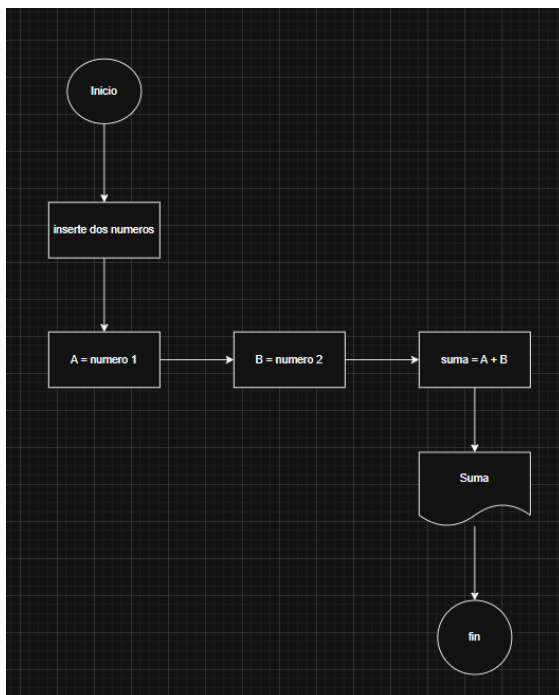 Inicio
inserte dos numeros
A = numero 1
B = numero 2
suma = A + B
Suma
fin